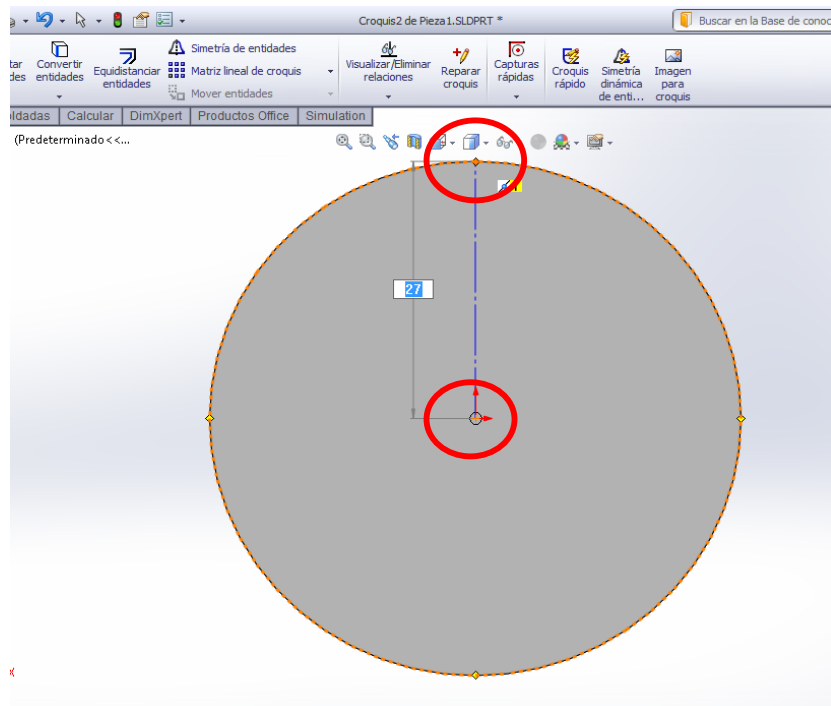 Croquis2 de Pieza1.SLDPRT *
Buscar en la Base de conoc
tar
des
Convertir
entidades
Equidistanciar
entidades
Simetría de entidades
Matriz lineal de croquis
Mover entidades
Visualizar/Eliminar
relaciones
Reparar
croquis
Capturas
rápidas
Croquis
rápido
Simetría
dinámica
de enti...
Imagen
para
croquis
oldadas
Calcular
DimXpert
Productos Office
Simulation
(Predeterminado<<...
27